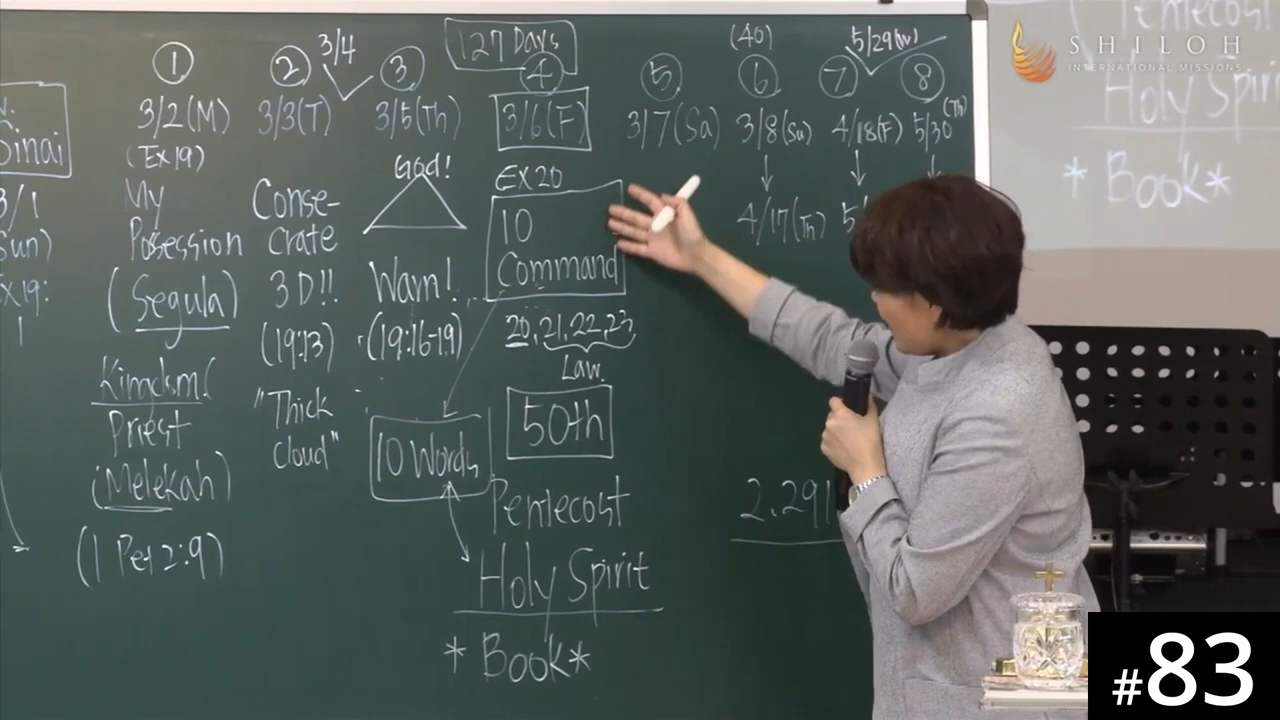 127 Days
① ② 3/4 ③ ④ ⑤ (40) ⑥ ⑦ 5/29(W) ⑧
3/2(M) 3/3(T) 3/5(Th) 3/6(F) 3/7(Sa) 3/8(Su) 4/18(F) 5/30(Th)
Sinai
3/1
(Ex19)
My
Possession
(Segula)
Kingdom(
Priest
(Melekah)
(1 Pet 2:9)
Conse-
crate
3D!!
(19:13)
"Thick
cloud"
God!
Warn!
(19:16-19)
10 Words
EX20
10
Command
20, 21, 22, 23
Law.
50th
Pentecost
Holy Spirit
*Book*
4/17(Th)
2.291
SHILOH
INTERNATIONAL MISSIONS
Pentecost
Holy Spiri
*Book*
#83